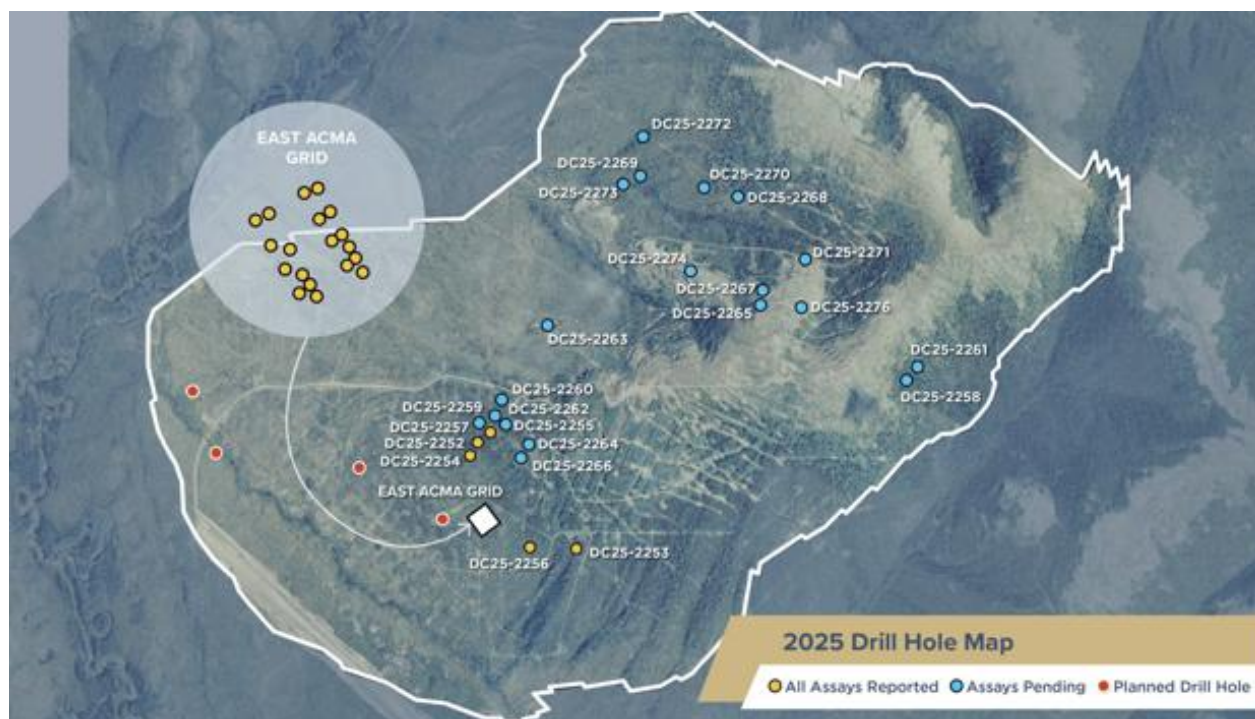 EAST ACMA
GRID
DC25-2272
DC25-2269
DC25-2270
DC25-2273
DC25-2268
DC25-2274
DC25-2271
DC25-2267
DC25-2265
DC25-2276
DC25-2263
DC25-2261
DC25-2258
DC25-2260
DC25-2259
DC25-2262
DC25-2257
DC25-2255
DC25-2252
DC25-2264
DC25-2254
DC25-2266
EAST ACMA GRID
DC25-2256
DC25-2253
2025 Drill Hole Map
All Assays Reported
Assays Pending
Planned Drill Hole